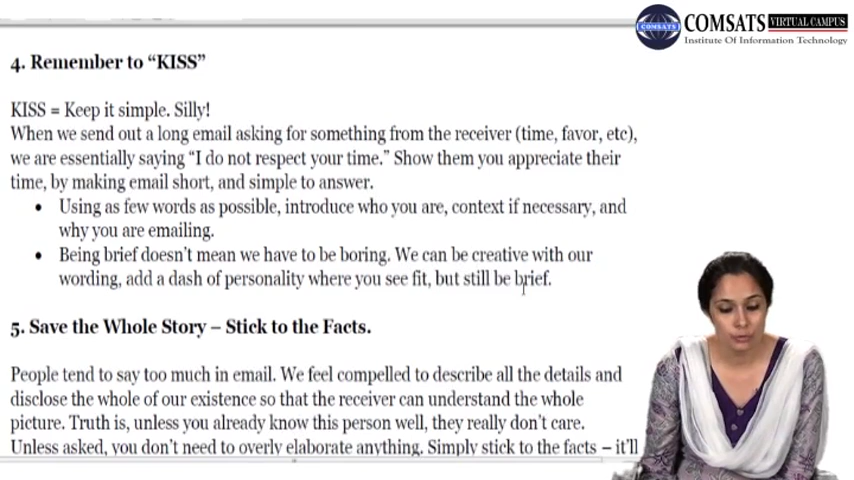 COMSATS VIRTUAL CAMPUS
COMSATS
Institute Of Information Technology
4. Remember to “KISS”
KISS = Keep it simple. Silly!
When we send out a long email asking for something from the receiver (time, favor, etc),
we are essentially saying “I do not respect your time.” Show them you appreciate their
time, by making email short, and simple to answer.
• Using as few words as possible, introduce who you are, context if necessary, and
why you are emailing.
• Being brief doesn’t mean we have to be boring. We can be creative with our
wording, add a dash of personality where you see fit, but still be brief.
5. Save the Whole Story – Stick to the Facts.
People tend to say too much in email. We feel compelled to describe all the details and
disclose the whole of our existence so that the receiver can understand the whole
picture. Truth is, unless you already know this person well, they really don’t care.
Unless asked, you don’t need to overly elaborate anything. Simply stick to the facts – it’ll